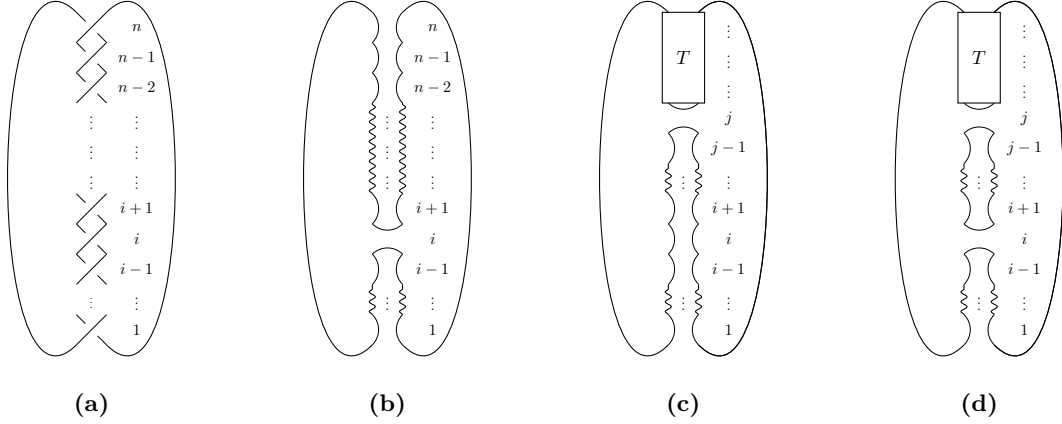 n
n − 1
n − 2
⋮ ⋮
⋮ ⋮
⋮ ⋮
i + 1
i
i − 1
⋮ ⋮
1
(a)
n
n − 1
n − 2
⋮ ⋮
⋮ ⋮
⋮ ⋮
i + 1
i
i − 1
⋮ ⋮
1
(b)
T
⋮
⋮
⋮
j
j − 1
⋮ ⋮
i + 1
i
i − 1
⋮ ⋮
1
(c)
T
⋮
⋮
⋮
j
j − 1
⋮ ⋮
i + 1
i
i − 1
⋮ ⋮
1
(d)